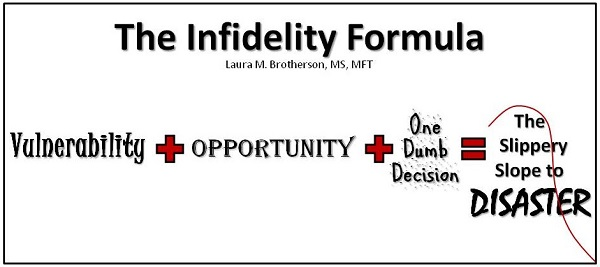 The Infidelity Formula
Laura M. Brotherson, MS, MFT
Vulnerability + OPPORTUNITY + One Dumb Decision = The Slippery Slope to DISASTER